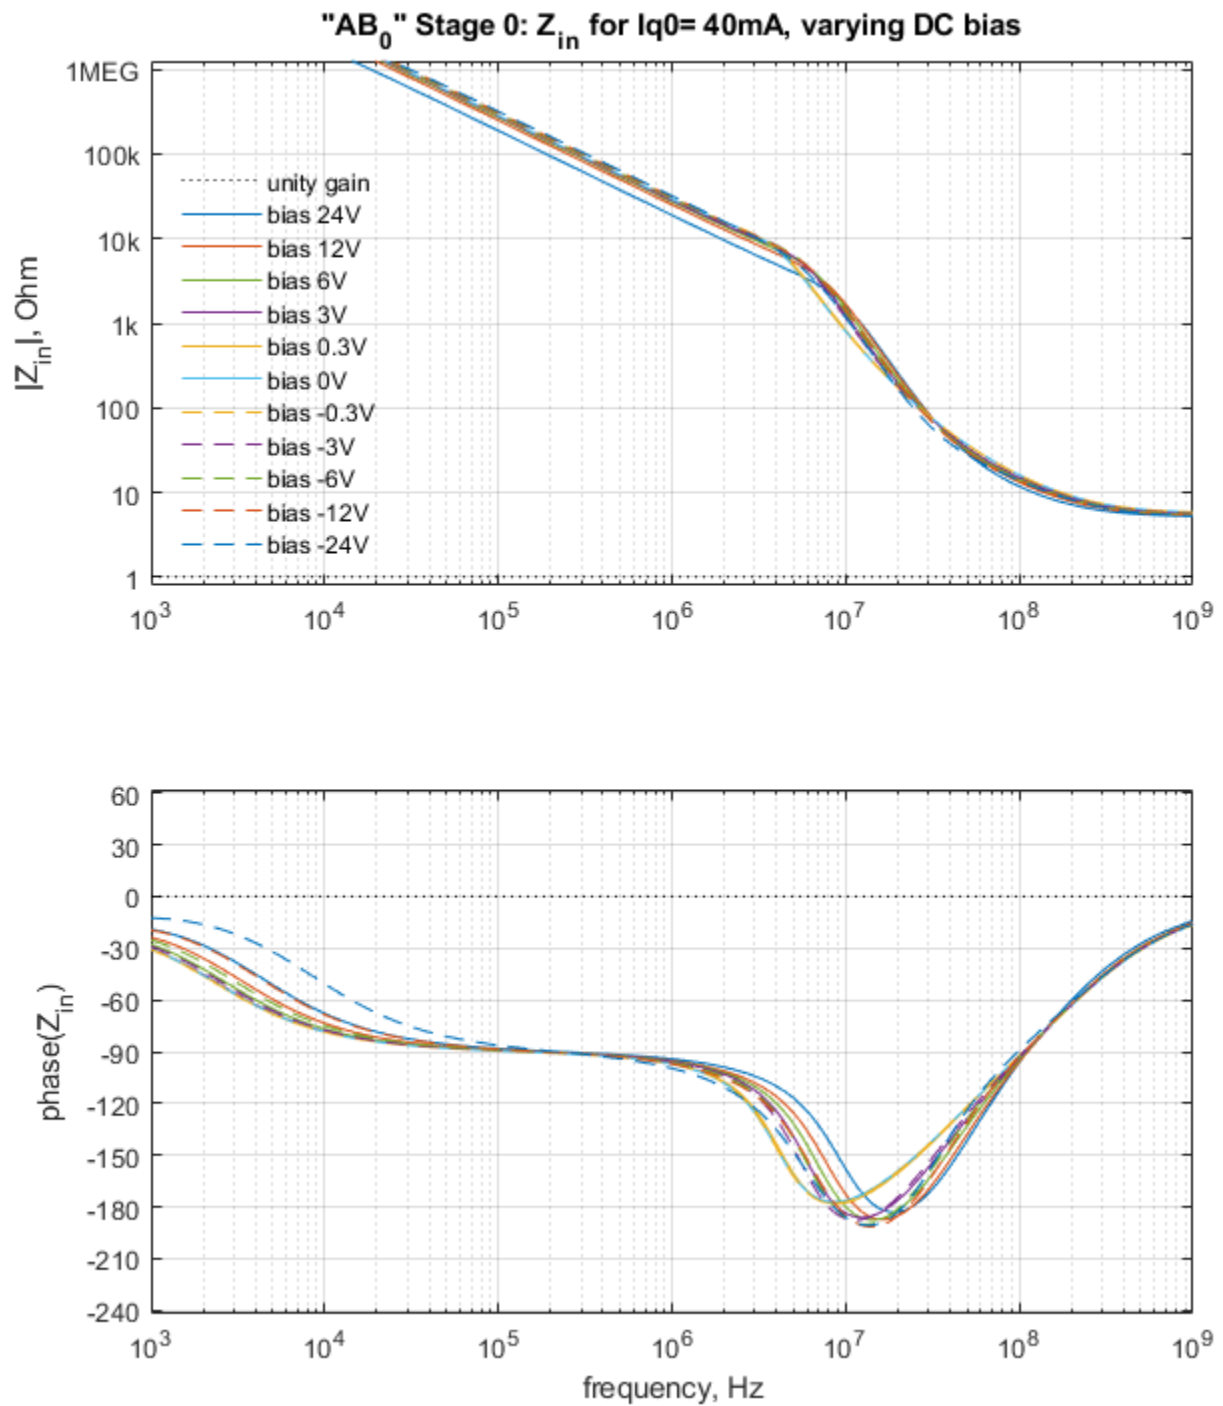 "AB0" Stage 0: Zin for Iq0= 40mA, varying DC bias
1MEG
100k
10k
1k
100
10
1
|Zin|, Ohm
unity gain
bias 24V
bias 12V
bias 6V
bias 3V
bias 0.3V
bias 0V
bias -0.3V
bias -3V
bias -6V
bias -12V
bias -24V
10^3 10^4 10^5 10^6 10^7 10^8 10^9
60
30
0
-30
-60
-90
-120
-150
-180
-210
-240
phase(Zin)
10^3 10^4 10^5 10^6 10^7 10^8 10^9
frequency, Hz